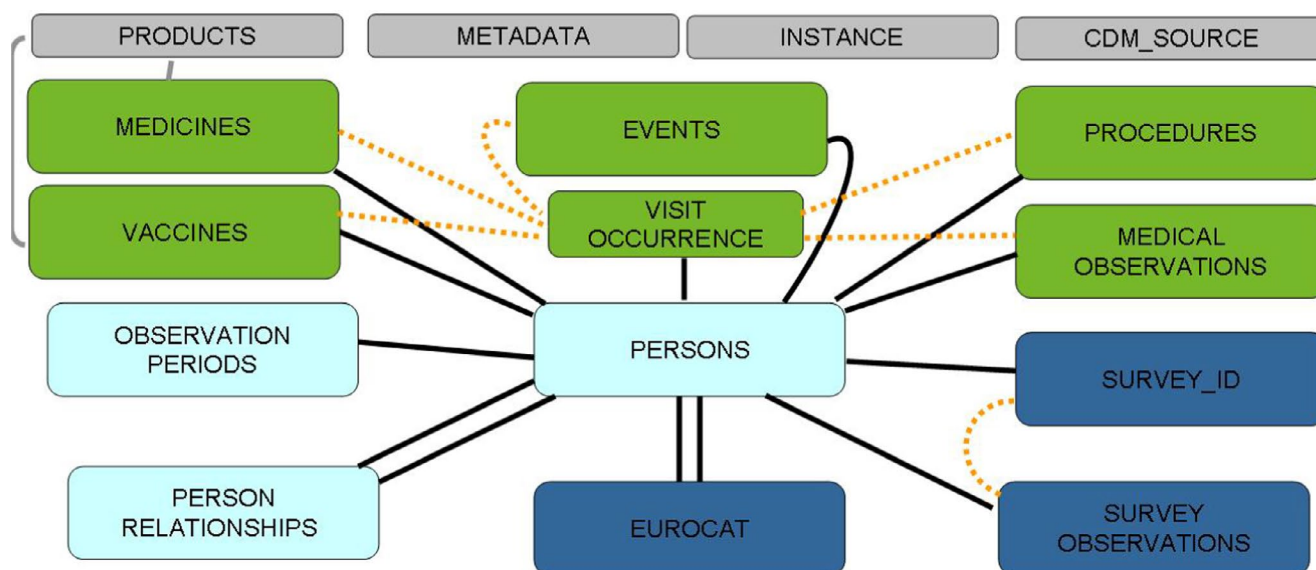 PRODUCTS
METADATA
INSTANCE
CDM_SOURCE
MEDICINES
EVENTS
PROCEDURES
VACCINES
VISIT
OCCURRENCE
MEDICAL
OBSERVATIONS
OBSERVATION
PERIODS
PERSONS
SURVEY_ID
PERSON
RELATIONSHIPS
EUROCAT
SURVEY
OBSERVATIONS